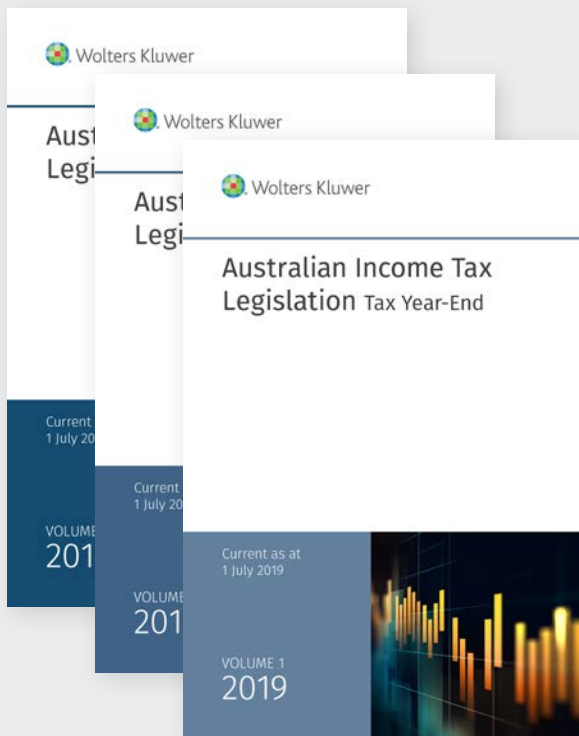 Wolters Kluwer
Aust
Legi
Current
1 July 20
VOLUME
201
Wolters Kluwer
Aust
Legi
Current
1 July 20
VOLUME
201
Wolters Kluwer
Australian Income Tax
Legislation Tax Year-End
Current as at
1 July 2019
VOLUME 1
2019